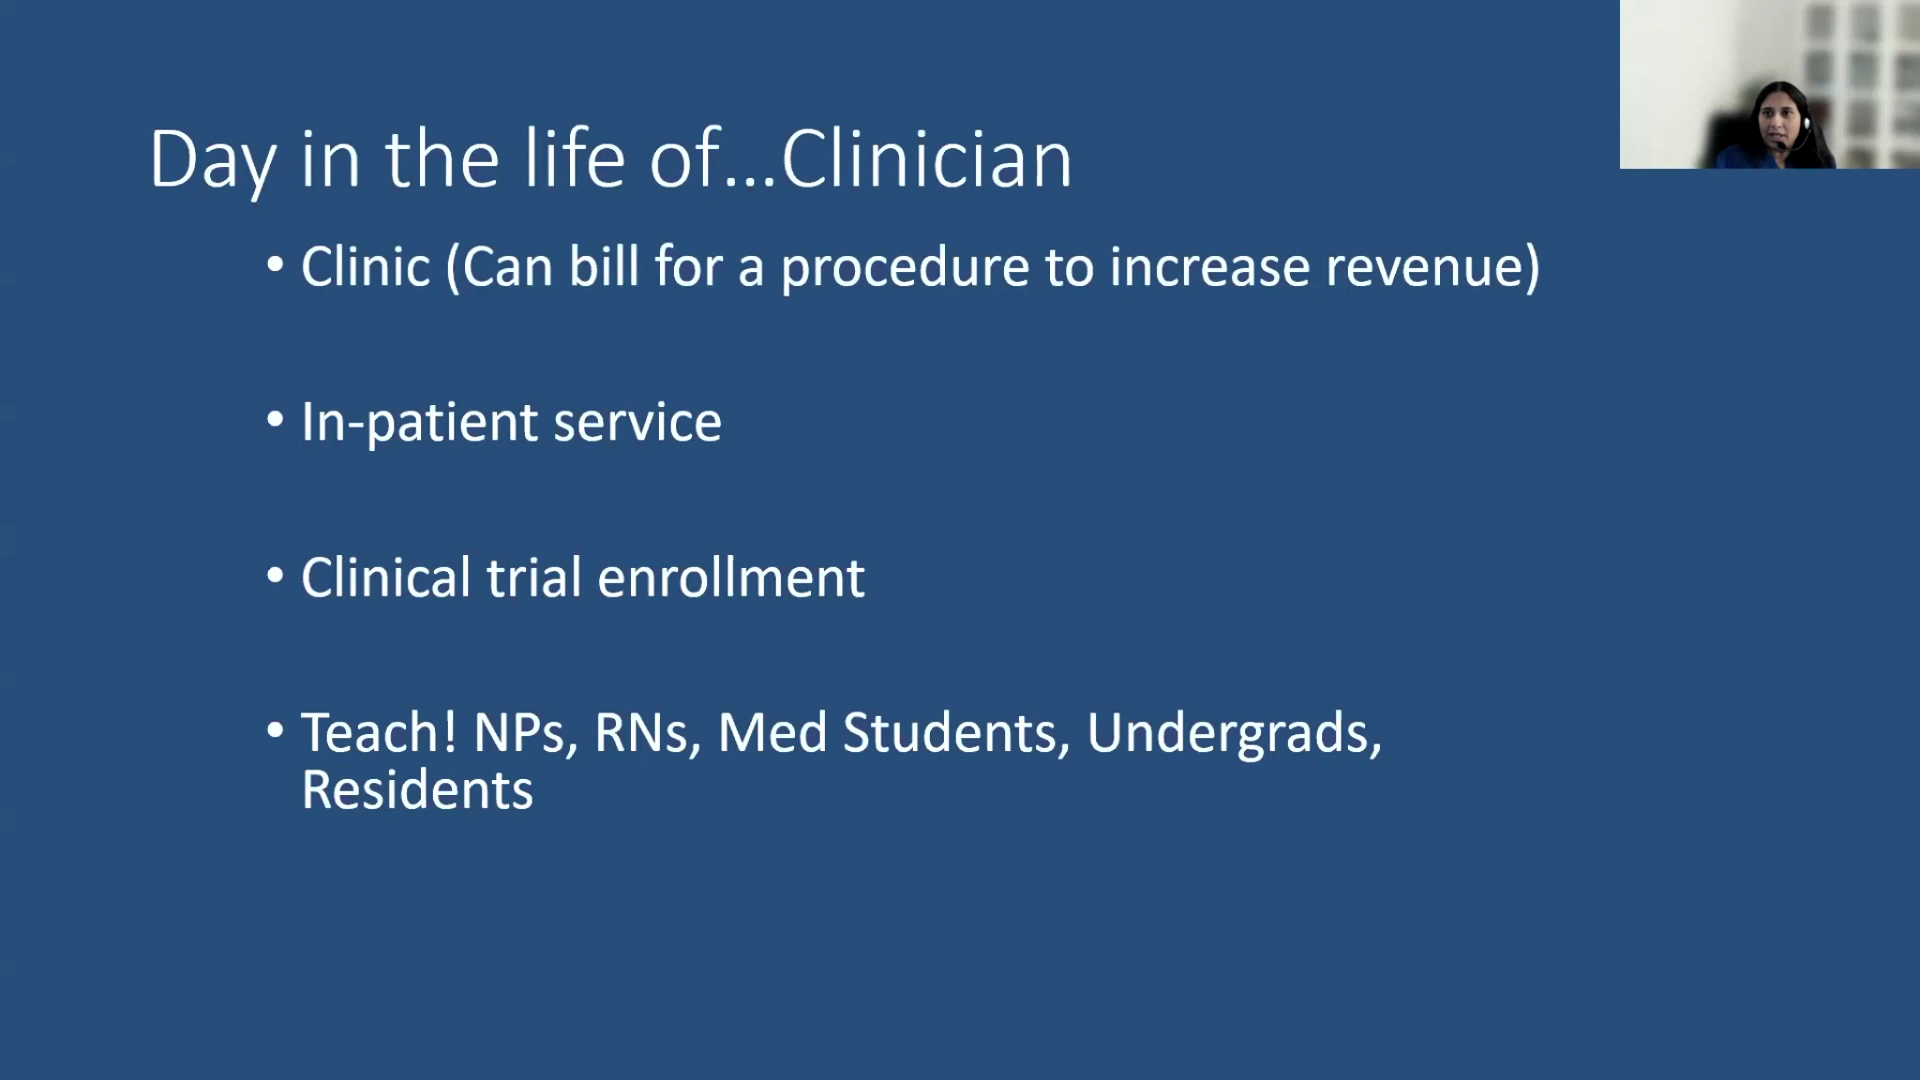 Day in the life of...Clinician
• Clinic (Can bill for a procedure to increase revenue)
• In-patient service
• Clinical trial enrollment
• Teach! NPs, RNs, Med Students, Undergrads,
Residents